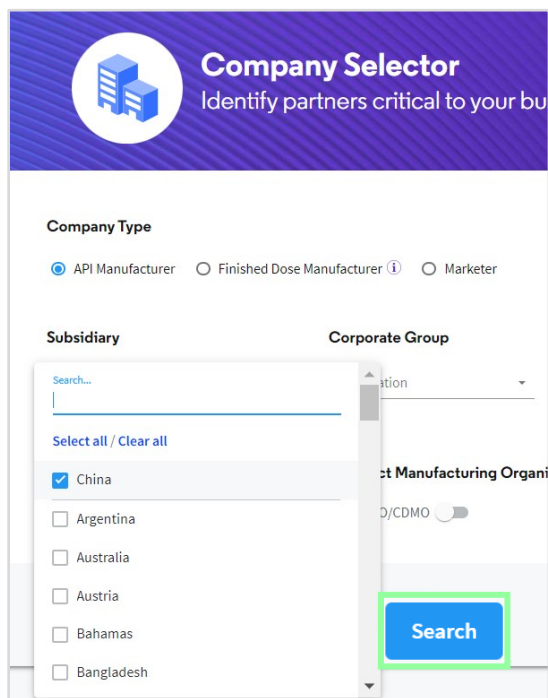 Company Selector
Identify partners critical to your bu
Company Type
API Manufacturer Finished Dose Manufacturer i Marketer
Subsidiary Corporate Group
Search...
ation
Select all / Clear all
China
ct Manufacturing Organi
Argentina
O/CDMO
Australia
Austria
Bahamas
Search
Bangladesh